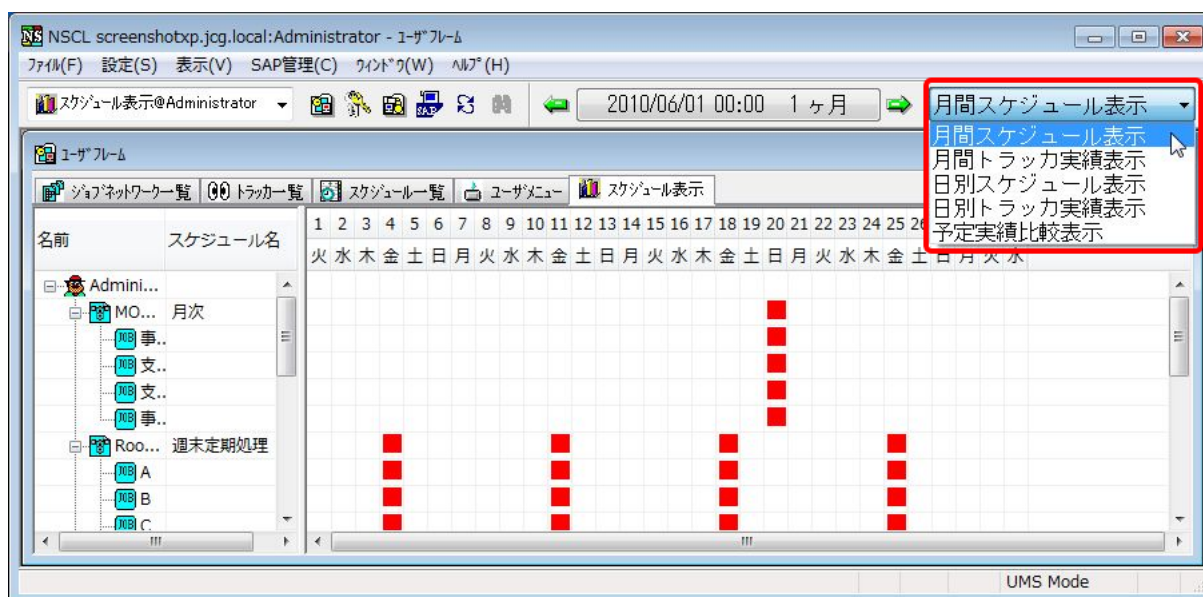 NSCL screenshotxp.jcg.local:Administrator - ﾕｰｻﾞﾌﾚｰﾑ
ﾌｧｲﾙ(F) 設定(S) 表示(V) SAP管理(C) ｳｨﾝﾄﾞｳ(W) ﾍﾙﾌﾟ(H)
スケジュール表示@Administrator 2010/06/01 00:00 1 ヶ月 月間スケジュール表示
月間スケジュール表示
月間トラッカ実績表示
日別スケジュール表示
日別トラッカ実績表示
予定実績比較表示
ﾕｰｻﾞﾌﾚｰﾑ
ジョブネットワーク一覧 トラッカー一覧 スケジュール一覧 ユーザメニュー スケジュール表示
名前 スケジュール名
1 2 3 4 5 6 7 8 9 10 11 12 13 14 15 16 17 18 19 20 21 22 23 24 25
火 水 木 金 土 日 月 火 水 木 金 土 日 月 火 水 木 金 土 日 月 火 水 木 金 土 日 月 火 水
Admini...
MO... 月次
JOB 事..
JOB 支..
JOB 支..
JOB 事..
Roo... 週末定期処理
JOB A
JOB B
JOB C
UMS Mode